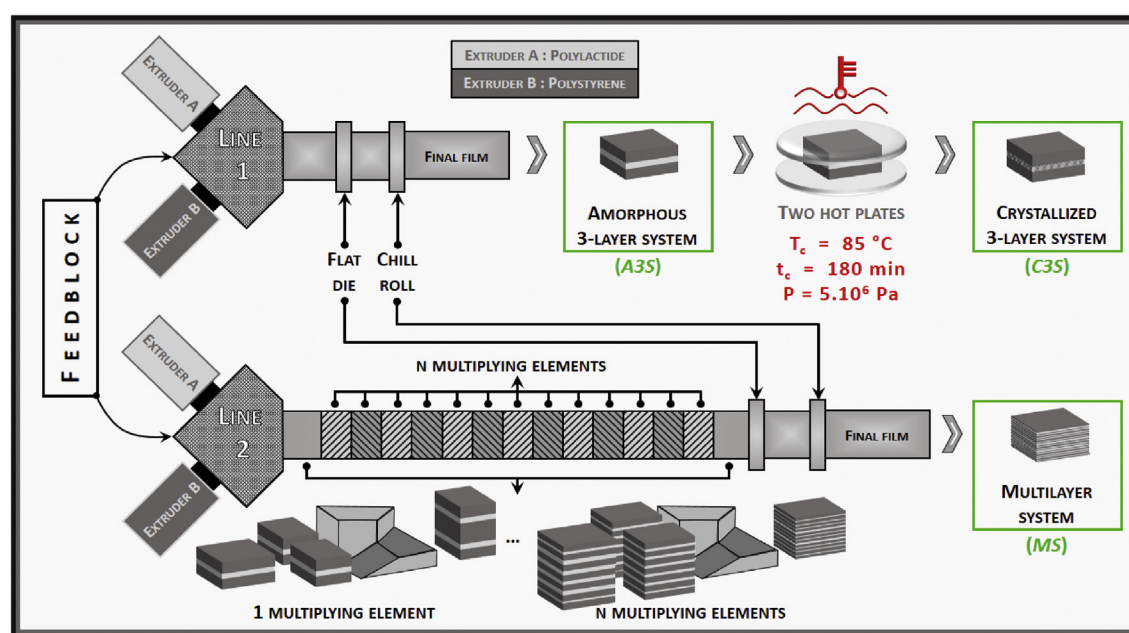 EXTRUDER A : POLYLACTIDE
EXTRUDER B : POLYSTYRENE
EXTRUDER A
LINE
1
EXTRUDER B
FINAL FILM
AMORPHOUS
3-LAYER SYSTEM
(A3S)
TWO HOT PLATES
Tc = 85 °C
tc = 180 min
P = 5.10⁶ Pa
CRYSTALLIZED
3-LAYER SYSTEM
(C3S)
FEEDBLOCK
FLAT
DIE
CHILL
ROLL
EXTRUDER A
LINE
2
EXTRUDER B
N MULTIPLYING ELEMENTS
FINAL FILM
MULTILAYER
SYSTEM
(MS)
...
1 MULTIPLYING ELEMENT
N MULTIPLYING ELEMENTS